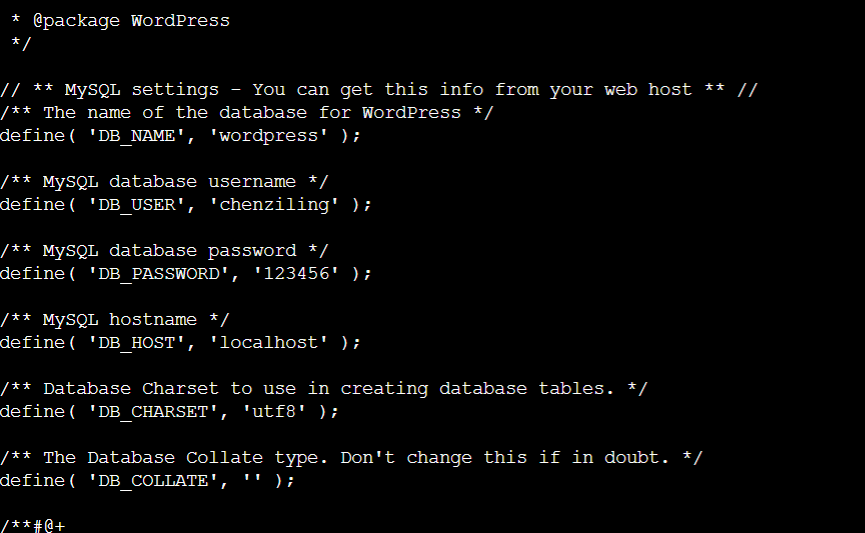 * @package WordPress
 */
// ** MySQL settings - You can get this info from your web host ** //
/** The name of the database for WordPress */
define( 'DB_NAME', 'wordpress' );
/** MySQL database username */
define( 'DB_USER', 'chenziling' );
/** MySQL database password */
define( 'DB_PASSWORD', '123456' );
/** MySQL hostname */
define( 'DB_HOST', 'localhost' );
/** Database Charset to use in creating database tables. */
define( 'DB_CHARSET', 'utf8' );
/** The Database Collate type. Don't change this if in doubt. */
define( 'DB_COLLATE', '' );
/**#@+